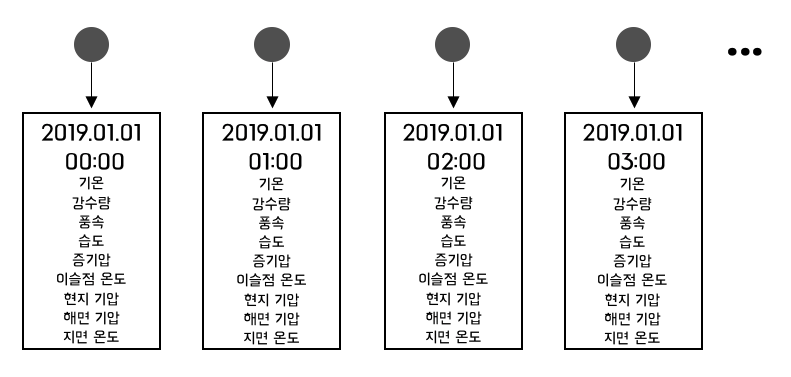 •••
2019.01.01
00:00
기온
강수량
풍속
습도
증기압
이슬점 온도
현지 기압
해면 기압
지면 온도
2019.01.01
01:00
기온
강수량
풍속
습도
증기압
이슬점 온도
현지 기압
해면 기압
지면 온도
2019.01.01
02:00
기온
강수량
풍속
습도
증기압
이슬점 온도
현지 기압
해면 기압
지면 온도
2019.01.01
03:00
기온
강수량
풍속
습도
증기압
이슬점 온도
현지 기압
해면 기압
지면 온도